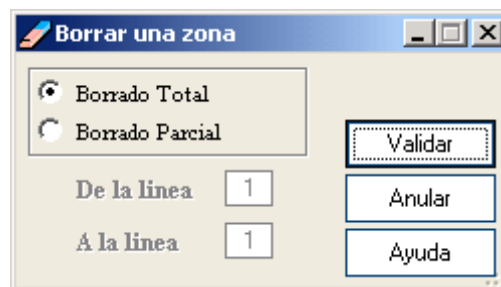 Borrar una zona
Borrado Total
Borrado Parcial
De la linea 1
A la linea 1
Validar
Anular
Ayuda